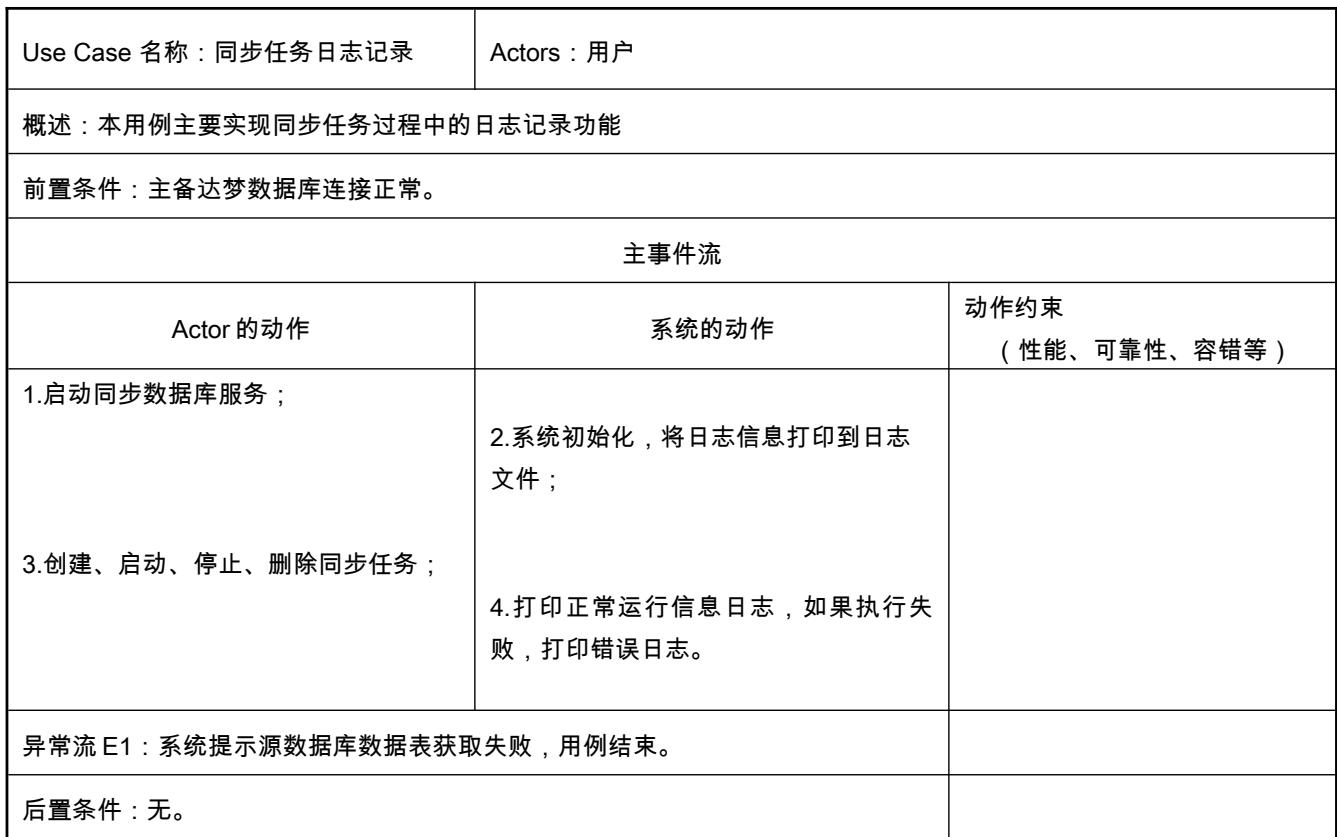 Use Case 名称：同步任务日志记录
Actors：用户
概述：本用例主要实现同步任务过程中的日志记录功能
前置条件：主备达梦数据库连接正常。
主事件流
Actor 的动作
系统的动作
动作约束
（性能、可靠性、容错等）
1.启动同步数据库服务；
2.系统初始化，将日志信息打印到日志
文件；
3.创建、启动、停止、删除同步任务；
4.打印正常运行信息日志，如果执行失
败，打印错误日志。
异常流 E1：系统提示源数据库数据表获取失败，用例结束。
后置条件：无。